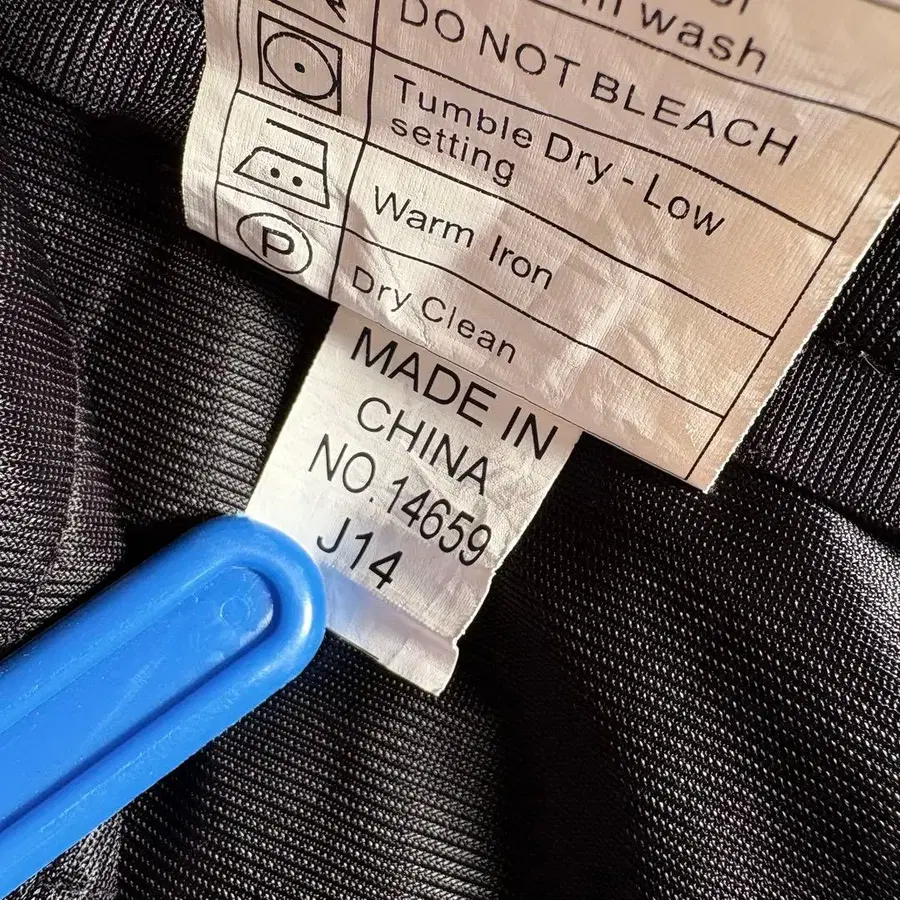 wash
DO NOT BLEACH
Tumble Dry - Low
setting
Warm Iron
P
Dry Clean
MADE IN
CHINA
NO.14659
J14